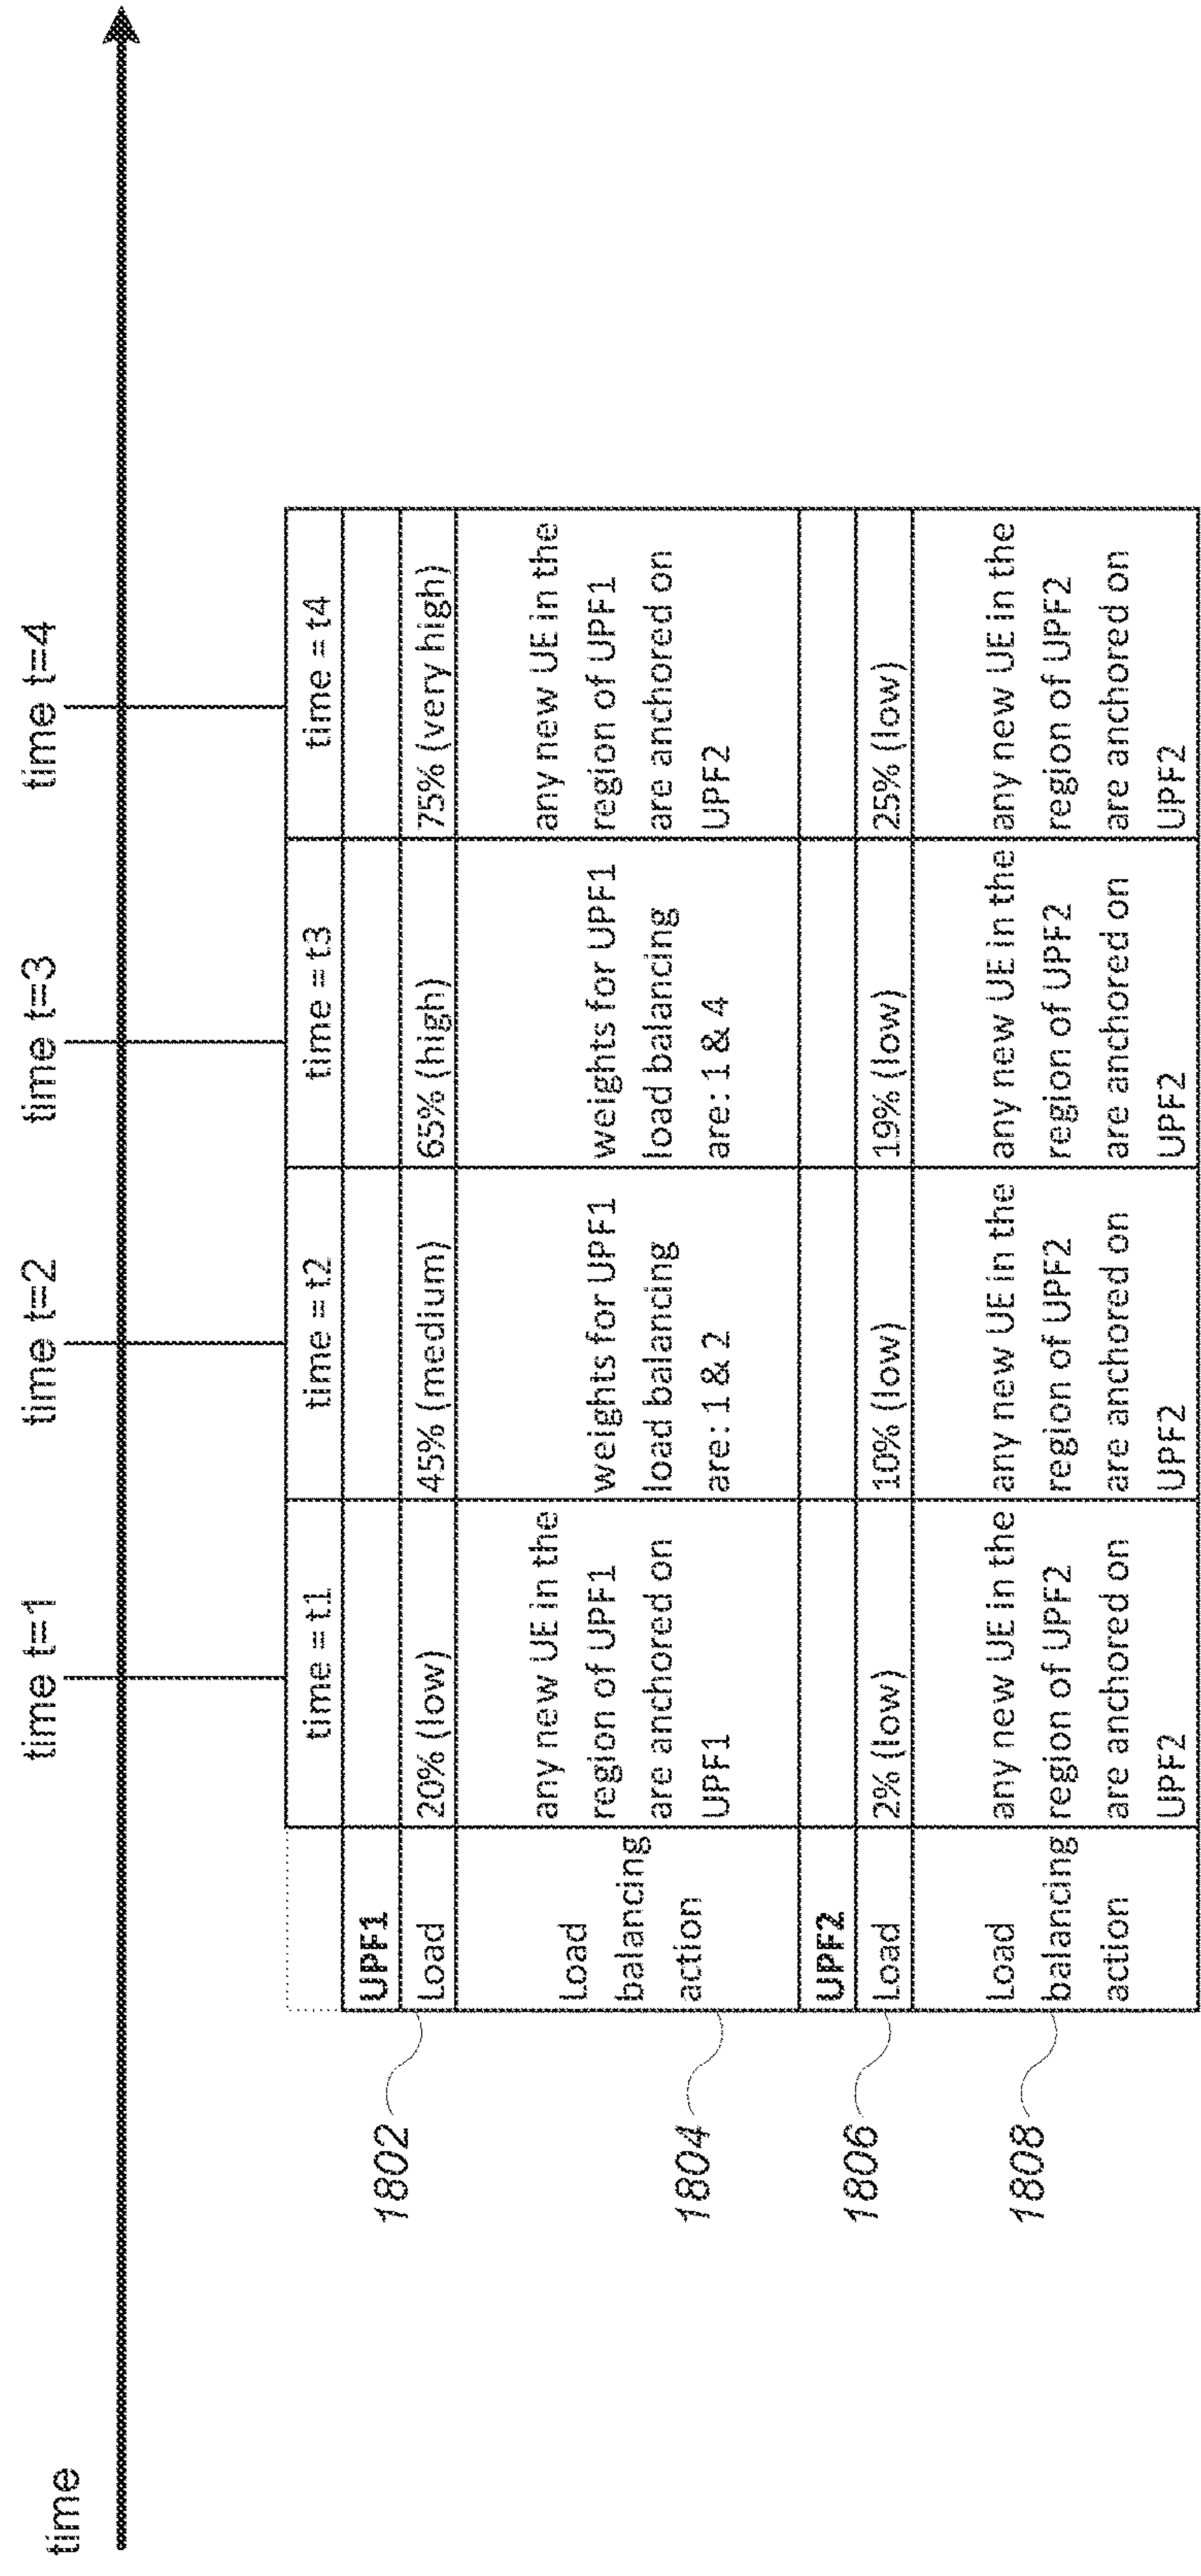 time
time t=1
time t=2
time t=3
time t=4
time = t1
time = t2
time = t3
time = t4
UPF1
1802
Load
20% (low)
45% (medium)
65% (high)
75% (very high)
1804
Load
balancing
action
any new UE in the
region of UPF1
are anchored on
UPF1
weights for UPF1
load balancing
are: 1 & 2
weights for UPF1
load balancing
are: 1 & 4
any new UE in the
region of UPF1
are anchored on
UPF2
UPF2
1806
Load
2% (low)
10% (low)
19% (low)
25% (low)
1808
Load
balancing
action
any new UE in the
region of UPF2
are anchored on
UPF2
any new UE in the
region of UPF2
are anchored on
UPF2
any new UE in the
region of UPF2
are anchored on
UPF2
any new UE in the
region of UPF2
are anchored on
UPF2